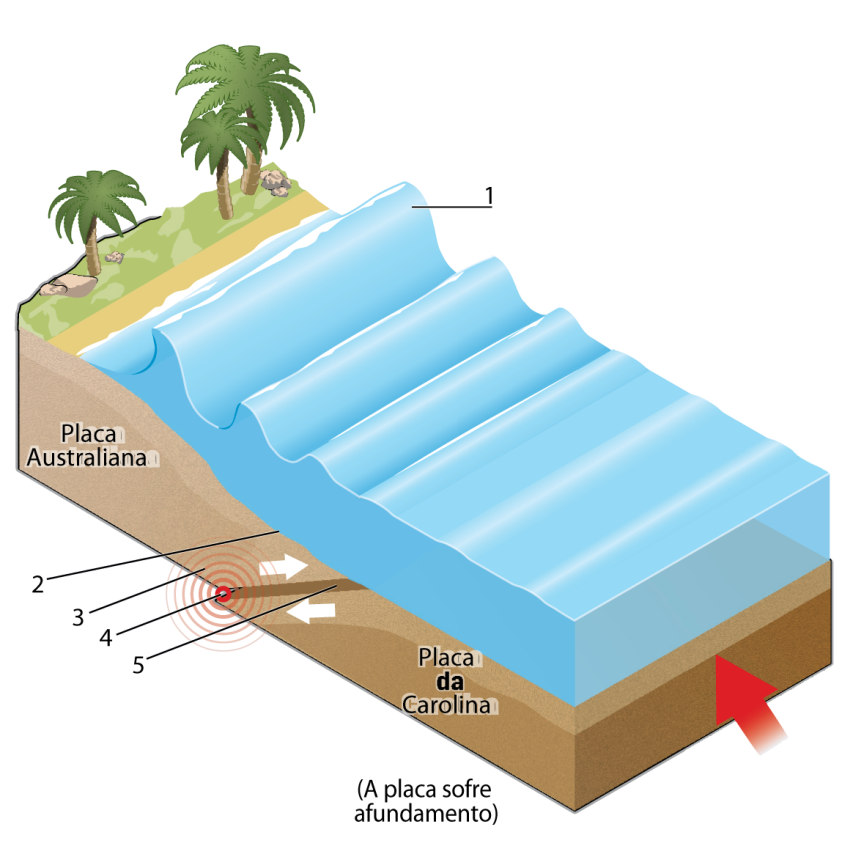 1
Placa
Australiana
2
3
4
5
Placa
da
Carolina
(A placa sofre
afundamento)